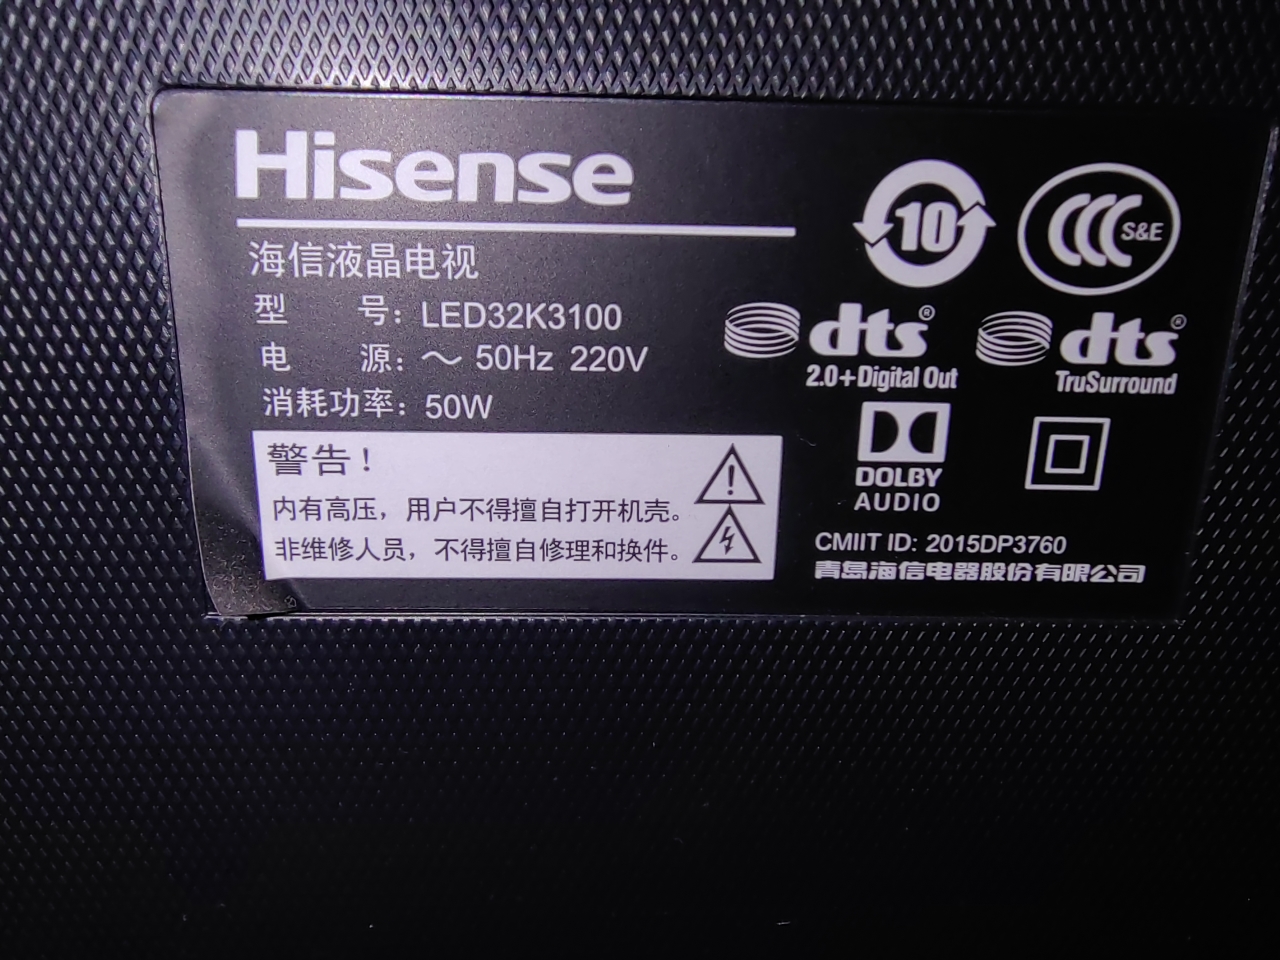 Hisense
海信液晶电视
型 号：LED32K3100
电 源：～ 50Hz 220V
消耗功率：50W
警告！
内有高压，用户不得擅自打开机壳。
非维修人员，不得擅自修理和换件。
10
CCC S&E
dts®
2.0+Digital Out
dts®
TruSurround
DOLBY
AUDIO
CMIIT ID: 2015DP3760
青岛海信电器股份有限公司